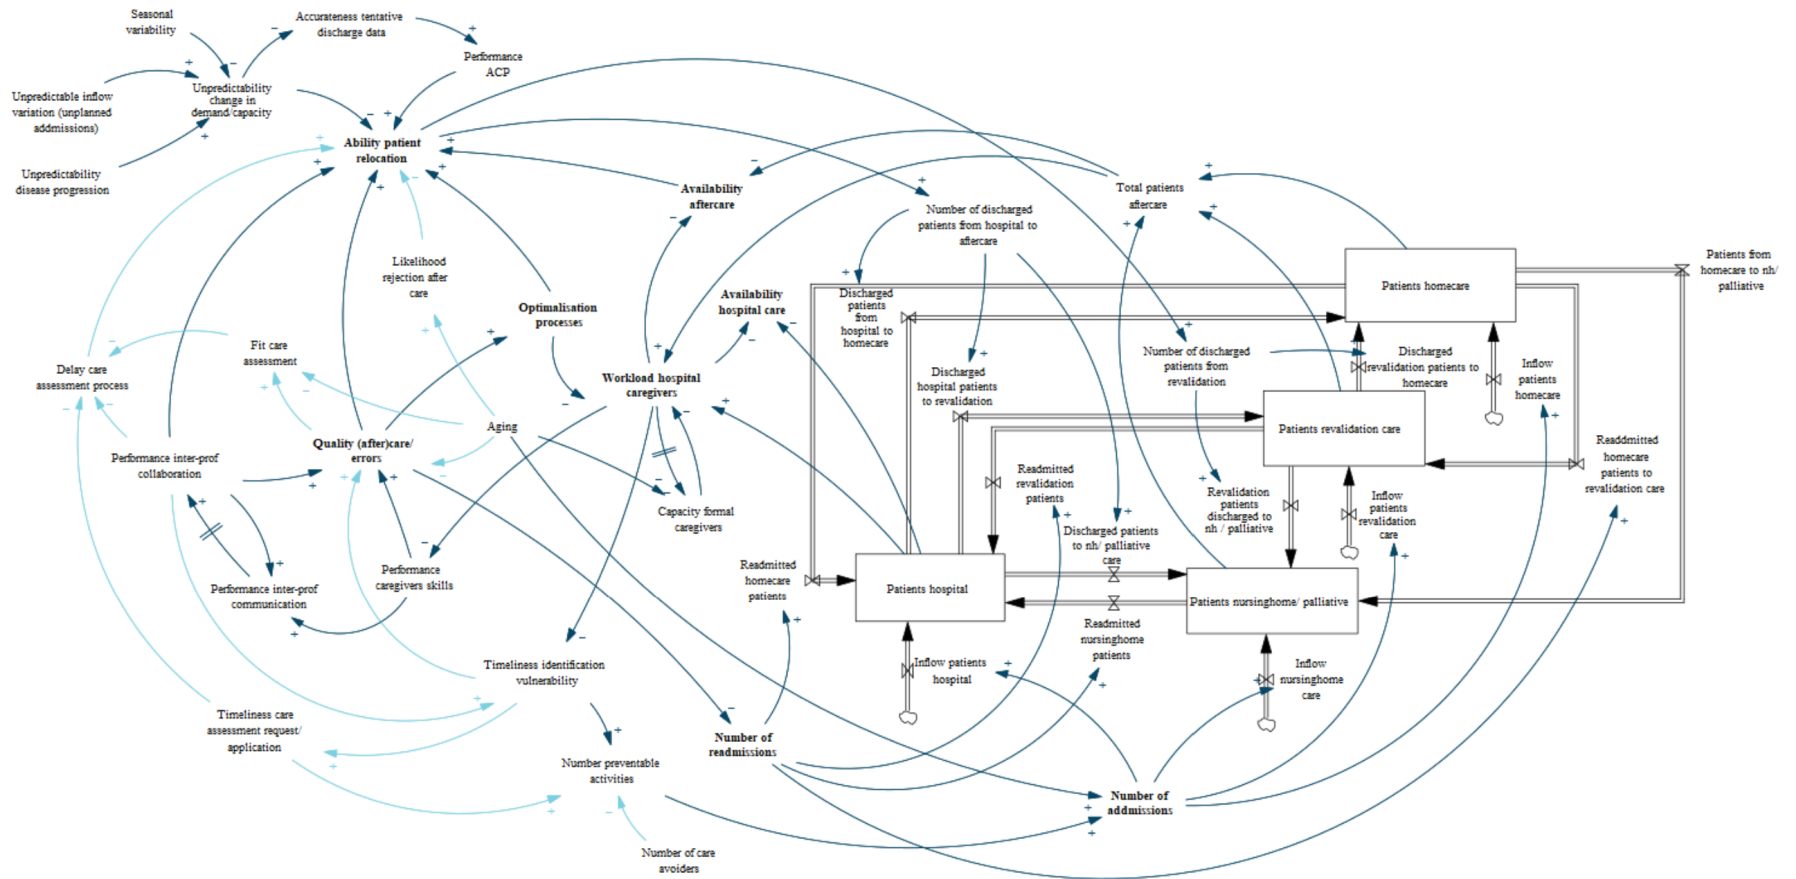 Seasonal
variability
Accurateness tentative
discharge data
Performance
ACP
Unpredictable inflow
variation (unplanned
addmissions)
Unpredictability
change in
demand/capacity
Unpredictability
disease progression
Ability patient
relocation
Availability
aftercare
Total patients
aftercare
Number of discharged
patients from hospital to
aftercare
Likelihood
rejection after
care
Optimalisation
processes
Availability
hospital care
Discharged
patients
from
hospital to
homecare
Patients homecare
Patients from
homecare to nh/
palliative
Fit care
assessment
Delay care
assessment process
Workload hospital
caregivers
Discharged
hospital patients
to revalidation
Number of discharged
patients from
revalidation
Discharged
revalidation patients to
homecare
Inflow
patients
homecare
Aging
Quality (after)care/
errors
Performance inter-prof
collaboration
Patients revalidation care
Readdmitted
homecare
patients to
revalidation care
Readmitted
revalidation
patients
Capacity formal
caregivers
Discharged patients
to nh/ palliative
care
Revalidation
patients
discharged to
nh / palliative
Inflow
patients
revalidation
care
Performance inter-prof
communication
Performance
caregivers skills
Readmitted
homecare
patients
Patients hospital
Patients nursinghome/ palliative
Readmitted
nursinghome
patients
Timeliness identification
vulnerability
Inflow patients
hospital
Inflow
nursinghome
care
Timeliness care
assessment request/
application
Number of
readmissions
Number preventable
activities
Number of
addmissions
Number of care
avoiders